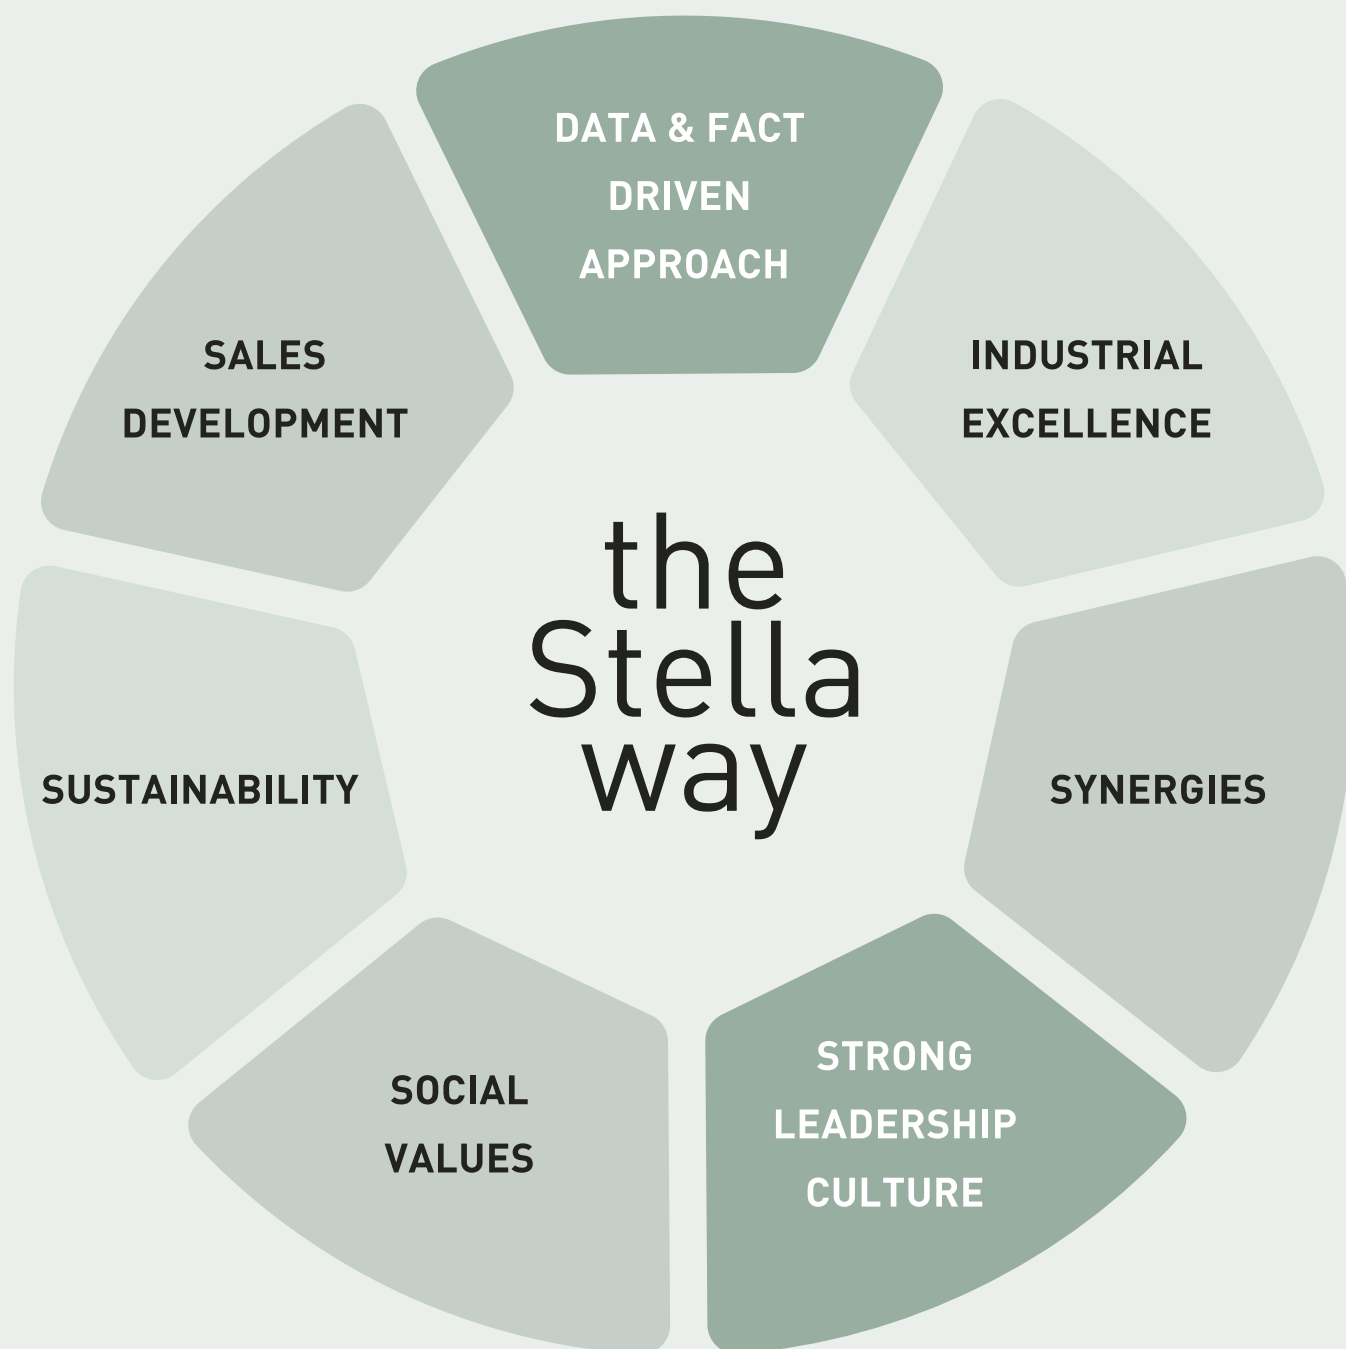 DATA & FACT
DRIVEN
APPROACH
INDUSTRIAL
EXCELLENCE
SYNERGIES
STRONG
LEADERSHIP
CULTURE
SOCIAL
VALUES
SUSTAINABILITY
SALES
DEVELOPMENT
the
Stella
way